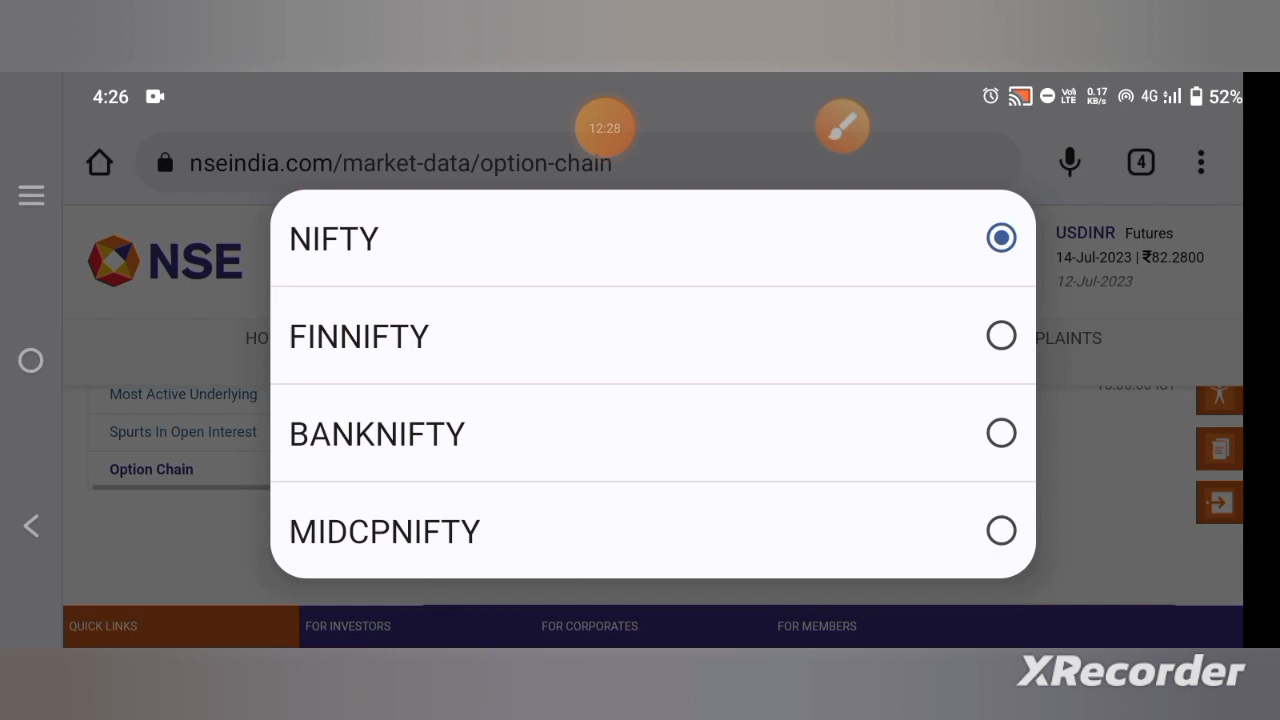 4:26
Vo)) LTE
0.17 KB/s
4G
52%
12:28
nseindia.com/market-data/option-chain
4
NSE
USDINR Futures
14-Jul-2023 | ₹82.2800
12-Jul-2023
HO
PLAINTS
NIFTY
FINNIFTY
BANKNIFTY
MIDCPNIFTY
Most Active Underlying
Spurts In Open Interest
Option Chain
QUICK LINKS
FOR INVESTORS
FOR CORPORATES
FOR MEMBERS
XRecorder